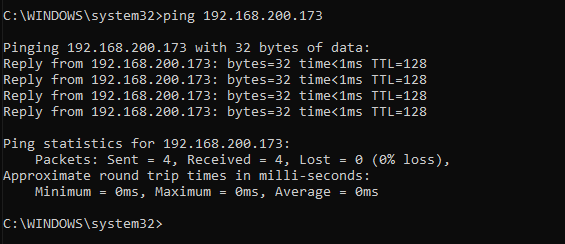 C:\WINDOWS\system32>ping 192.168.200.173
Pinging 192.168.200.173 with 32 bytes of data:
Reply from 192.168.200.173: bytes=32 time<1ms TTL=128
Reply from 192.168.200.173: bytes=32 time<1ms TTL=128
Reply from 192.168.200.173: bytes=32 time<1ms TTL=128
Reply from 192.168.200.173: bytes=32 time<1ms TTL=128
Ping statistics for 192.168.200.173:
    Packets: Sent = 4, Received = 4, Lost = 0 (0% loss),
Approximate round trip times in milli-seconds:
    Minimum = 0ms, Maximum = 0ms, Average = 0ms
C:\WINDOWS\system32>